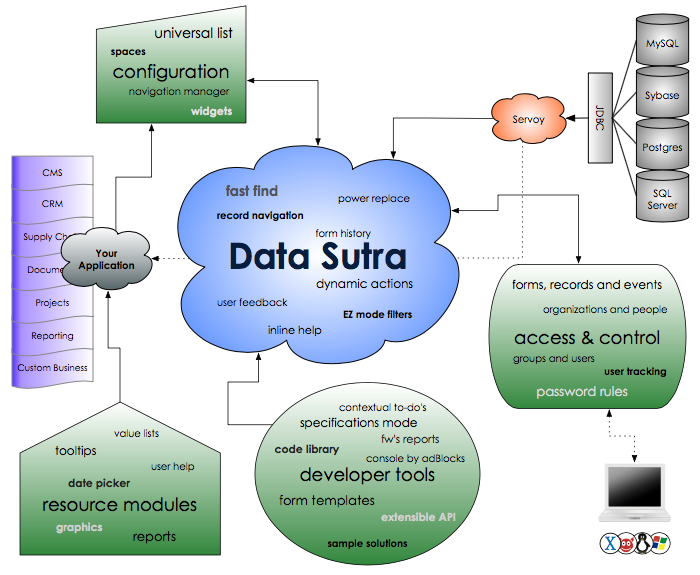 universal list
spaces
configuration
navigation manager
widgets
MySQL
Sybase
Postgres
SQL
Server
JDBC
Servoy
CMS
CRM
Supply
Projects
Reporting
Custom Business
Your
Application
fast find
power replace
record navigation
form history
Data Sutra
dynamic actions
user feedback
EZ mode filters
inline help
forms, records and events
organizations and people
access & control
groups and users
user tracking
password rules
value lists
tooltips
user help
date picker
resource modules
graphics
reports
contextual to-do's
specifications mode
fw's reports
code library
console by adBlocks
developer tools
form templates
extensible API
sample solutions
X